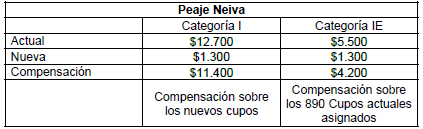 Peaje Neiva
Categoría I Categoría IE
Actual $12.700 $5.500
Nueva $1.300 $1.300
Compensación $11.400 $4.200
Compensación sobre
los nuevos cupos
Compensación sobre
los 890 Cupos actuales
asignados